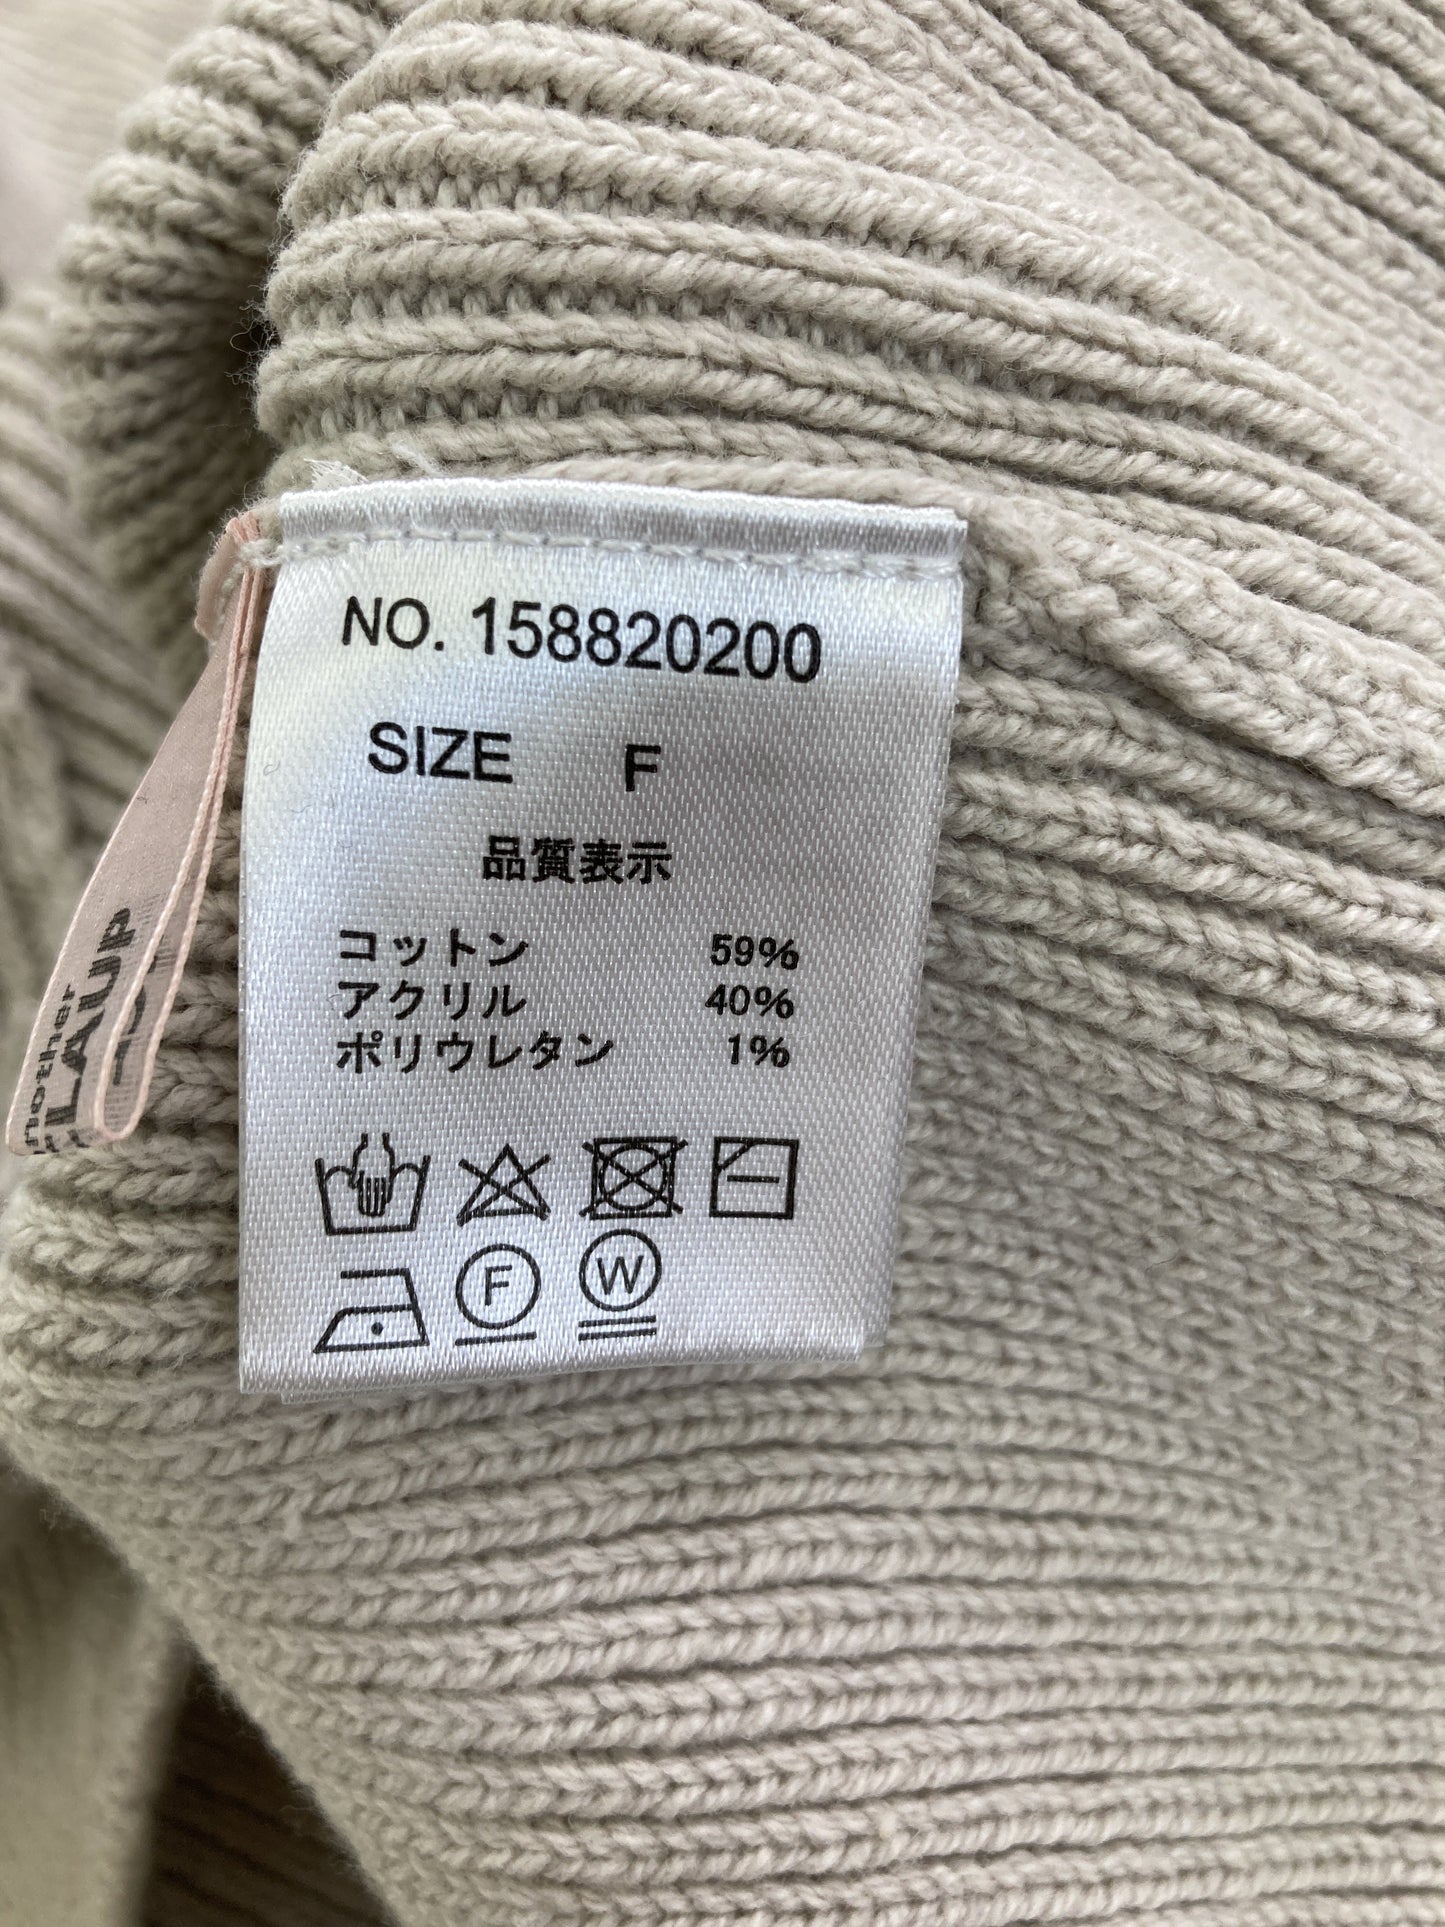 NO. 158820200
SIZE F
品質表示
コットン 59%
アクリル 40%
ポリウレタン 1%
F W